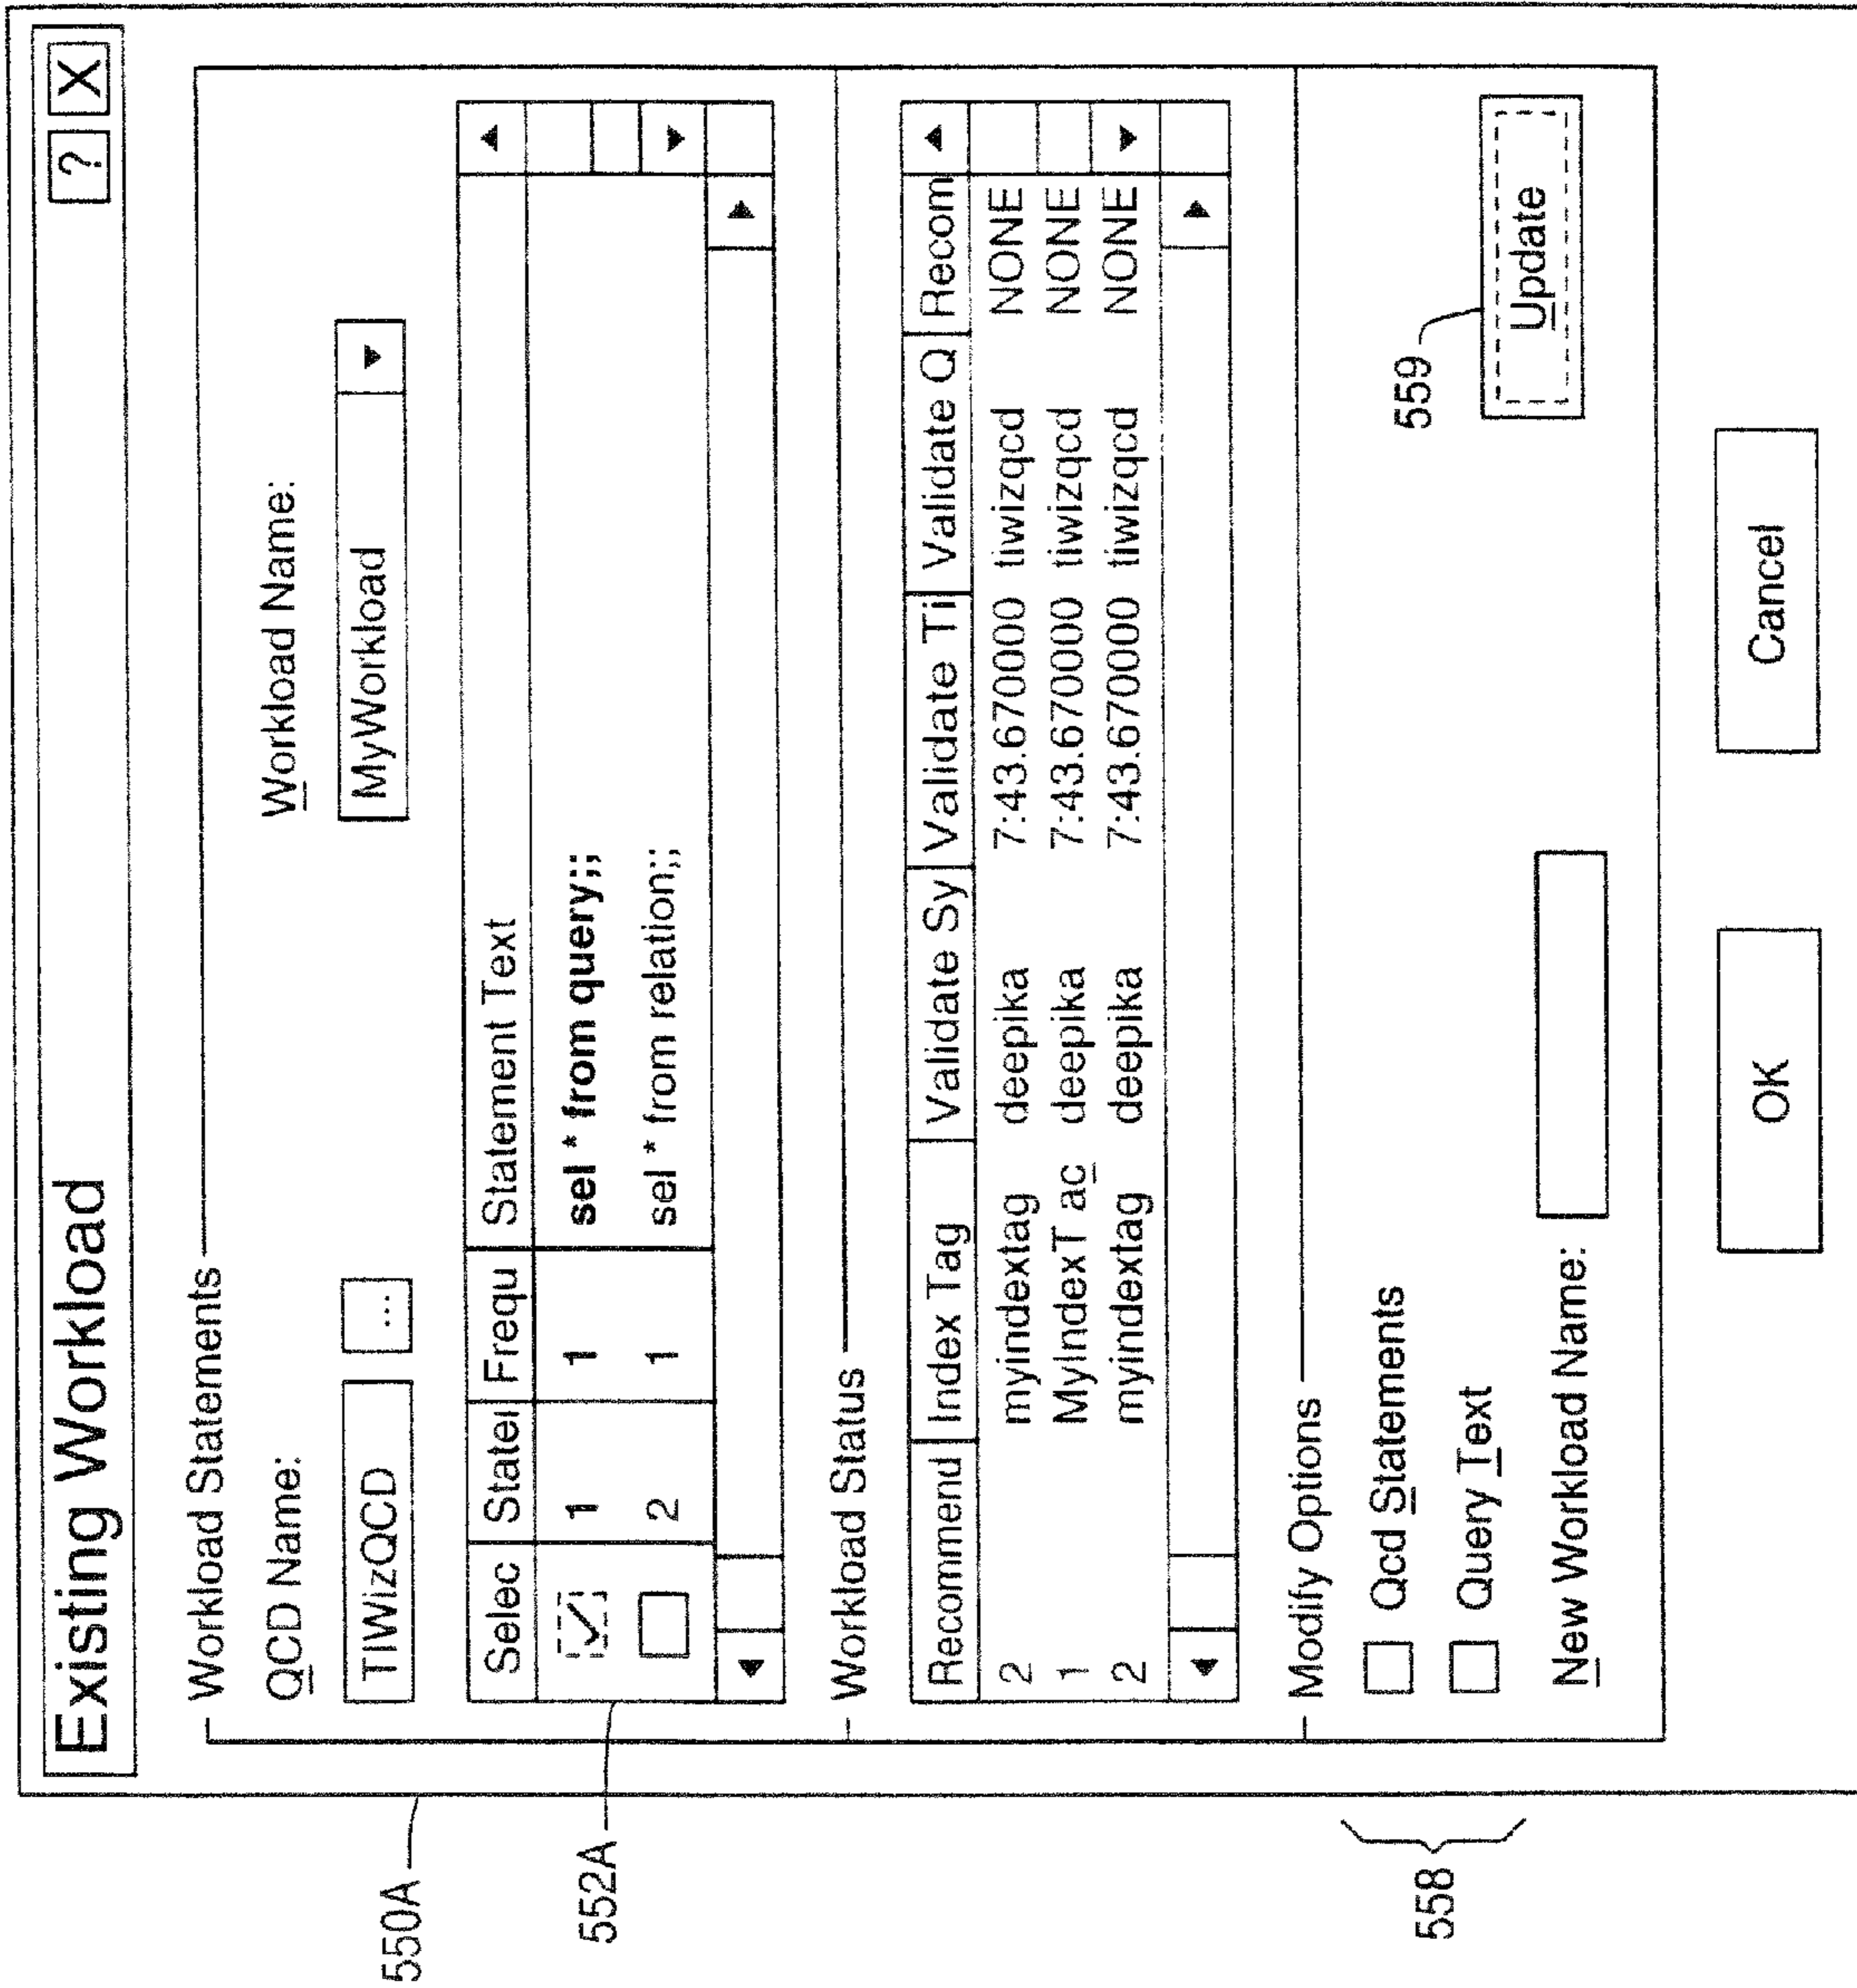 Existing Workload ? X
Workload Statements
QCD Name: Workload Name:
TIWizQCD ... MyWorkload
Selec Statei Frequ Statement Text
1 1 sel * from query;;
2 1 sel * from relation;;
Workload Status
Recommend Index Tag Validate Sy Validate Ti Validate Q Recom
2 myindextag deepika 7:43.670000 tiwizqcd NONE
1 MyIndexT ac deepika 7:43.670000 tiwizqcd NONE
2 myindextag deepika 7:43.670000 tiwizqcd NONE
Modify Options
Qcd Statements
Query Text
New Workload Name:
Update
OK Cancel
550A
552A
558
559